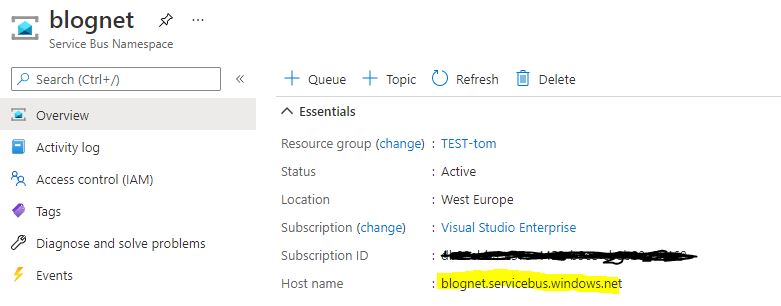 blognet
Service Bus Namespace
Search (Ctrl+/)
Overview
Activity log
Access control (IAM)
Tags
Diagnose and solve problems
Events
Queue Topic Refresh Delete
Essentials
Resource group (change) : TEST-tom
Status : Active
Location : West Europe
Subscription (change) : Visual Studio Enterprise
Subscription ID :
Host name : blognet.servicebus.windows.net